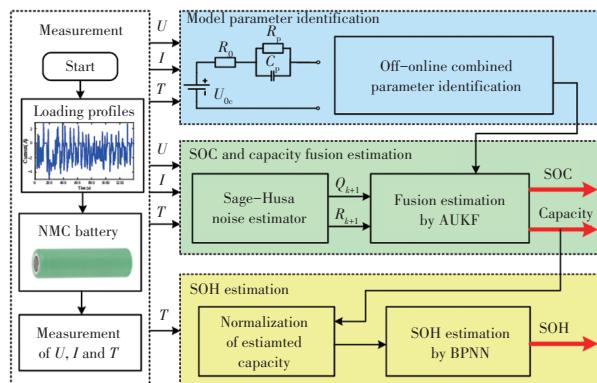 Measurement
Start
Loading profiles
Current/A
Time/s
NMC battery
Measurement
of U, I and T
U
I
T
U
I
T
T
Model parameter identification
R0
Rp
Cp
U0c
Off-online combined
parameter identification
SOC and capacity fusion estimation
Sage-Husa
noise estimator
Qk+1
Rk+1
Fusion estimation
by AUKF
SOC
Capacity
SOH estimation
Normalization
of estiamted
capacity
SOH estimation
by BPNN
SOH